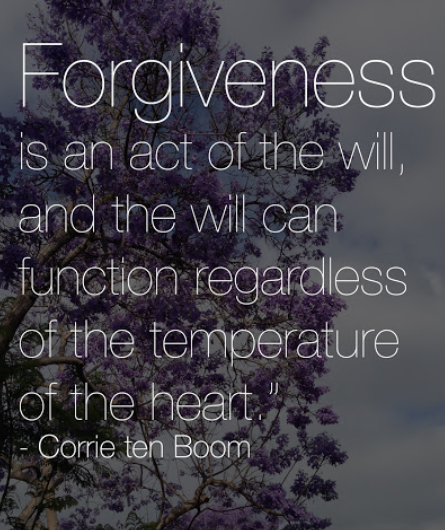 Forgiveness
is an act of the will,
and the will can
function regardless
of the temperature
of the heart.”
- Corrie ten Boom